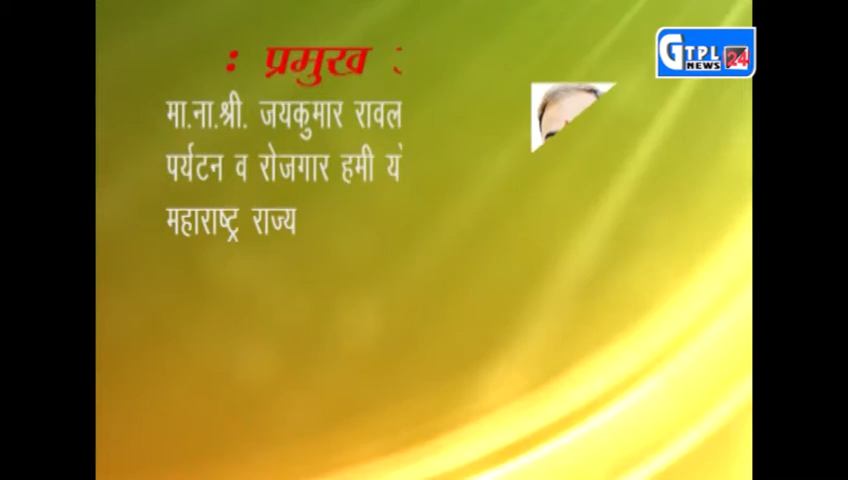 : प्रमुख
GTPL
NEWS 24
मा.ना.श्री. जयकुमार रावल
पर्यटन व रोजगार हमी
महाराष्ट्र राज्य